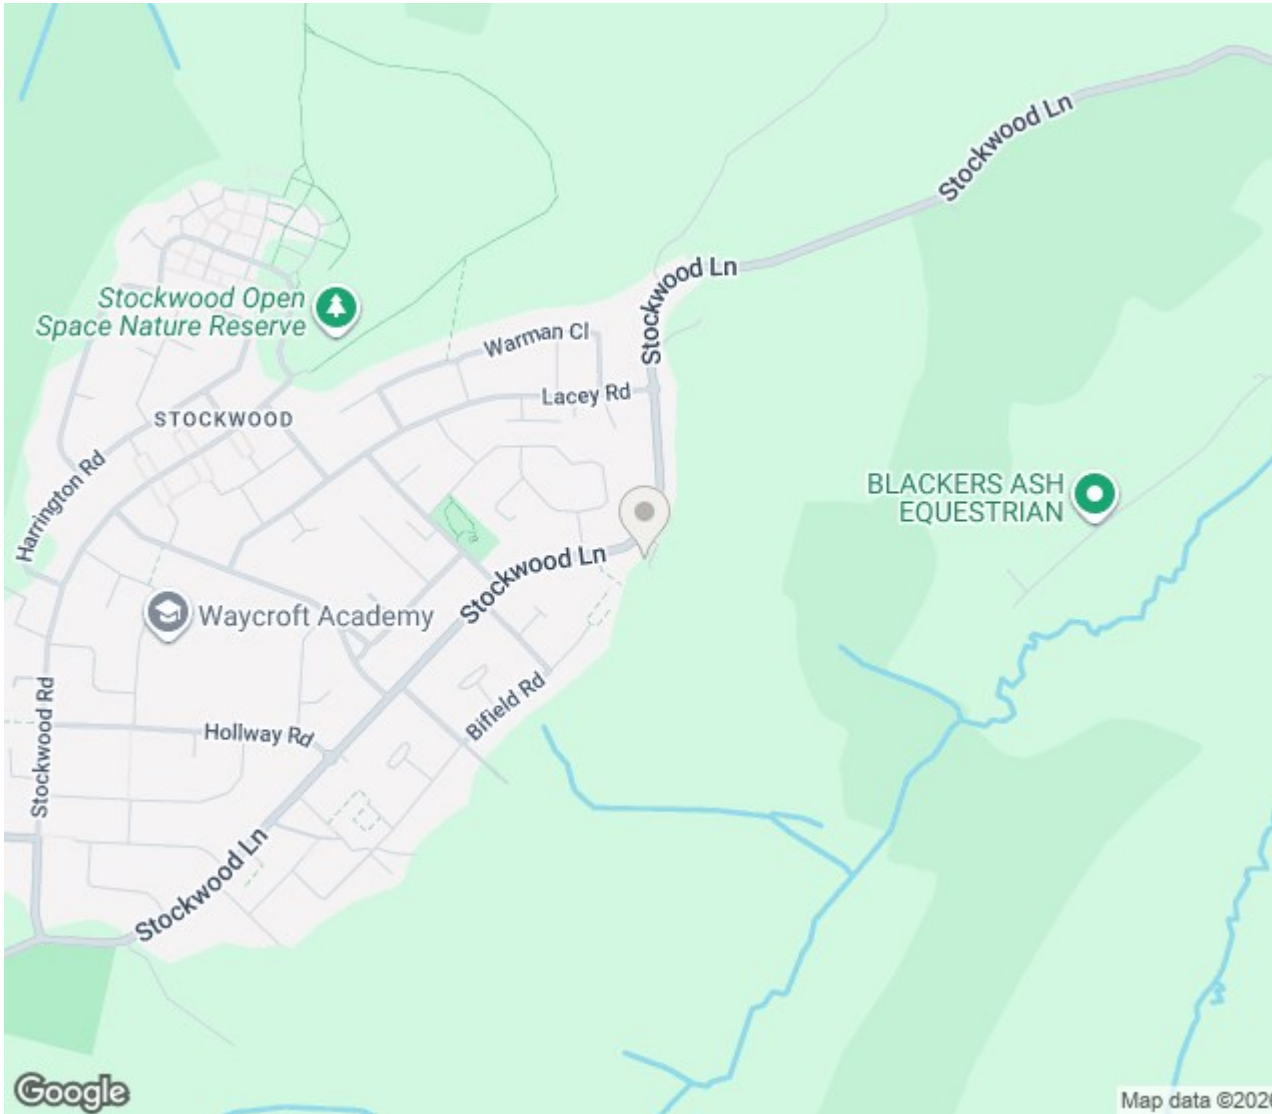 Stockwood Ln
Stockwood Ln
Stockwood Open
Space Nature Reserve
Warman Cl
Lacey Rd
STOCKWOOD
Harrington Rd
BLACKERS ASH
EQUESTRIAN
Stockwood Ln
Stockwood Ln
Waycroft Academy
Bifield Rd
Stockwood Rd
Hollway Rd
Stockwood Ln
Google
Map data ©2026